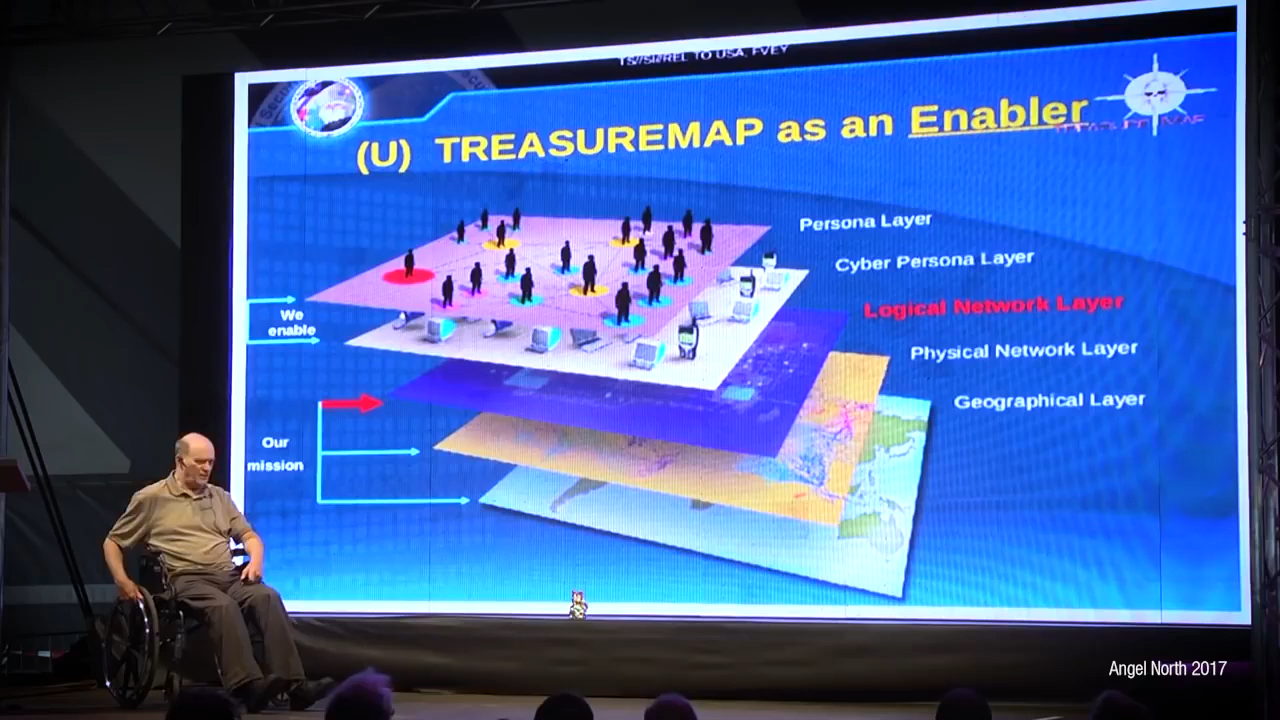 TS//SI//REL TO USA, FVEY
(U) TREASUREMAP as an Enabler
Persona Layer
Cyber Persona Layer
Logical Network Layer
Physical Network Layer
Geographical Layer
We
enable
Our
mission
Angel North 2017